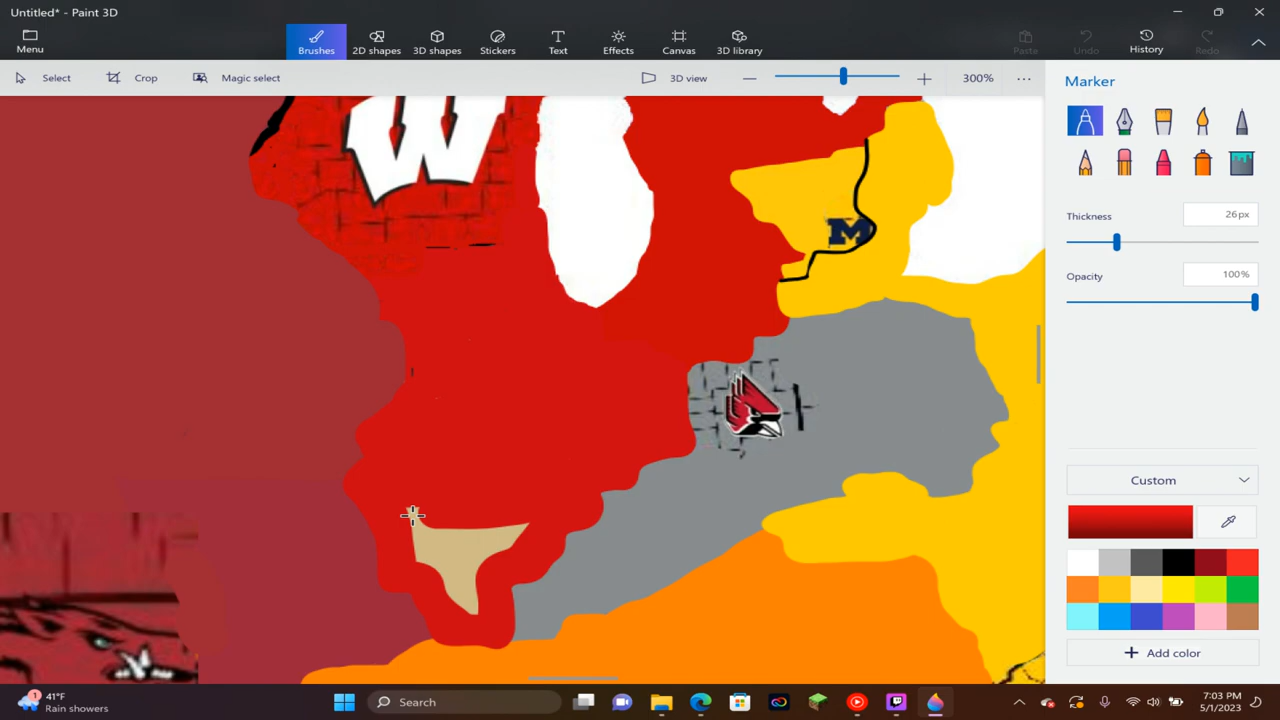 Untitled* - Paint 3D
Menu
Brushes
2D shapes
3D shapes
Stickers
Text
Effects
Canvas
3D library
Paste
Undo
History
Redo
Select
Crop
Magic select
3D view
300%
Marker
Thickness
26px
Opacity
100%
Custom
Add color
W
M
1
41°F
Rain showers
Search
7:03 PM
5/1/2023